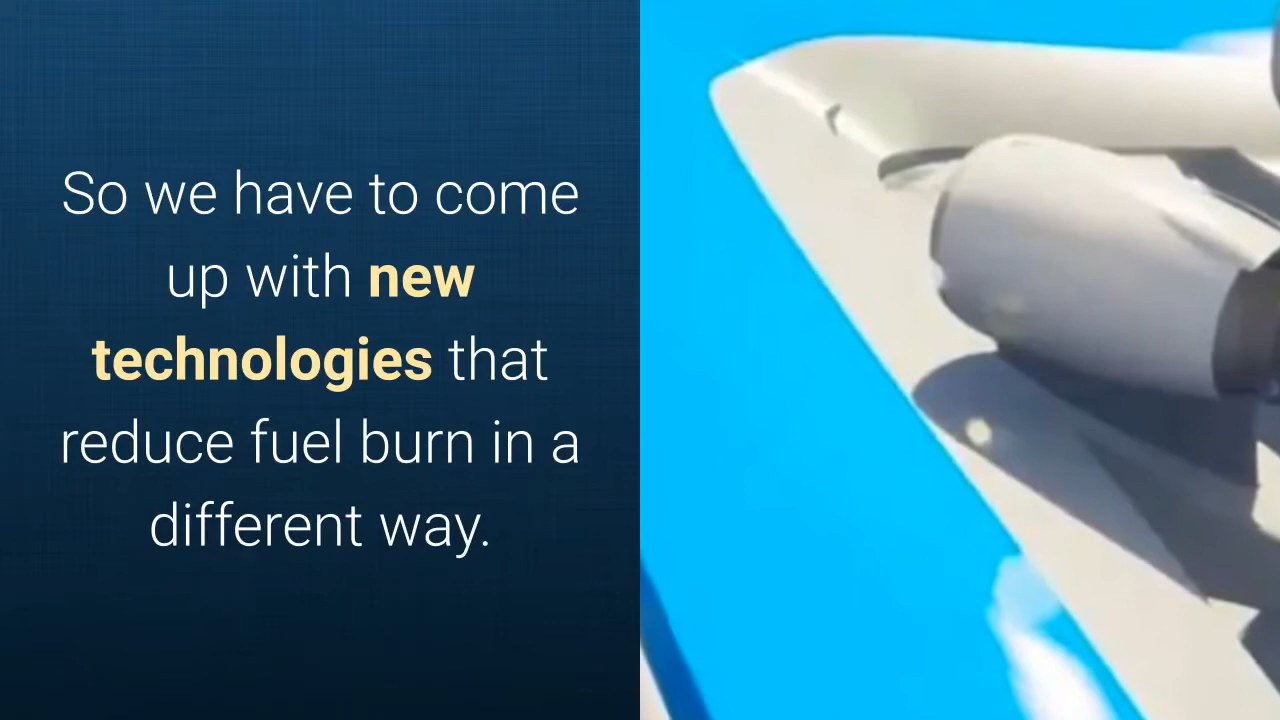 So we have to come
up with new
technologies that
reduce fuel burn in a
different way.